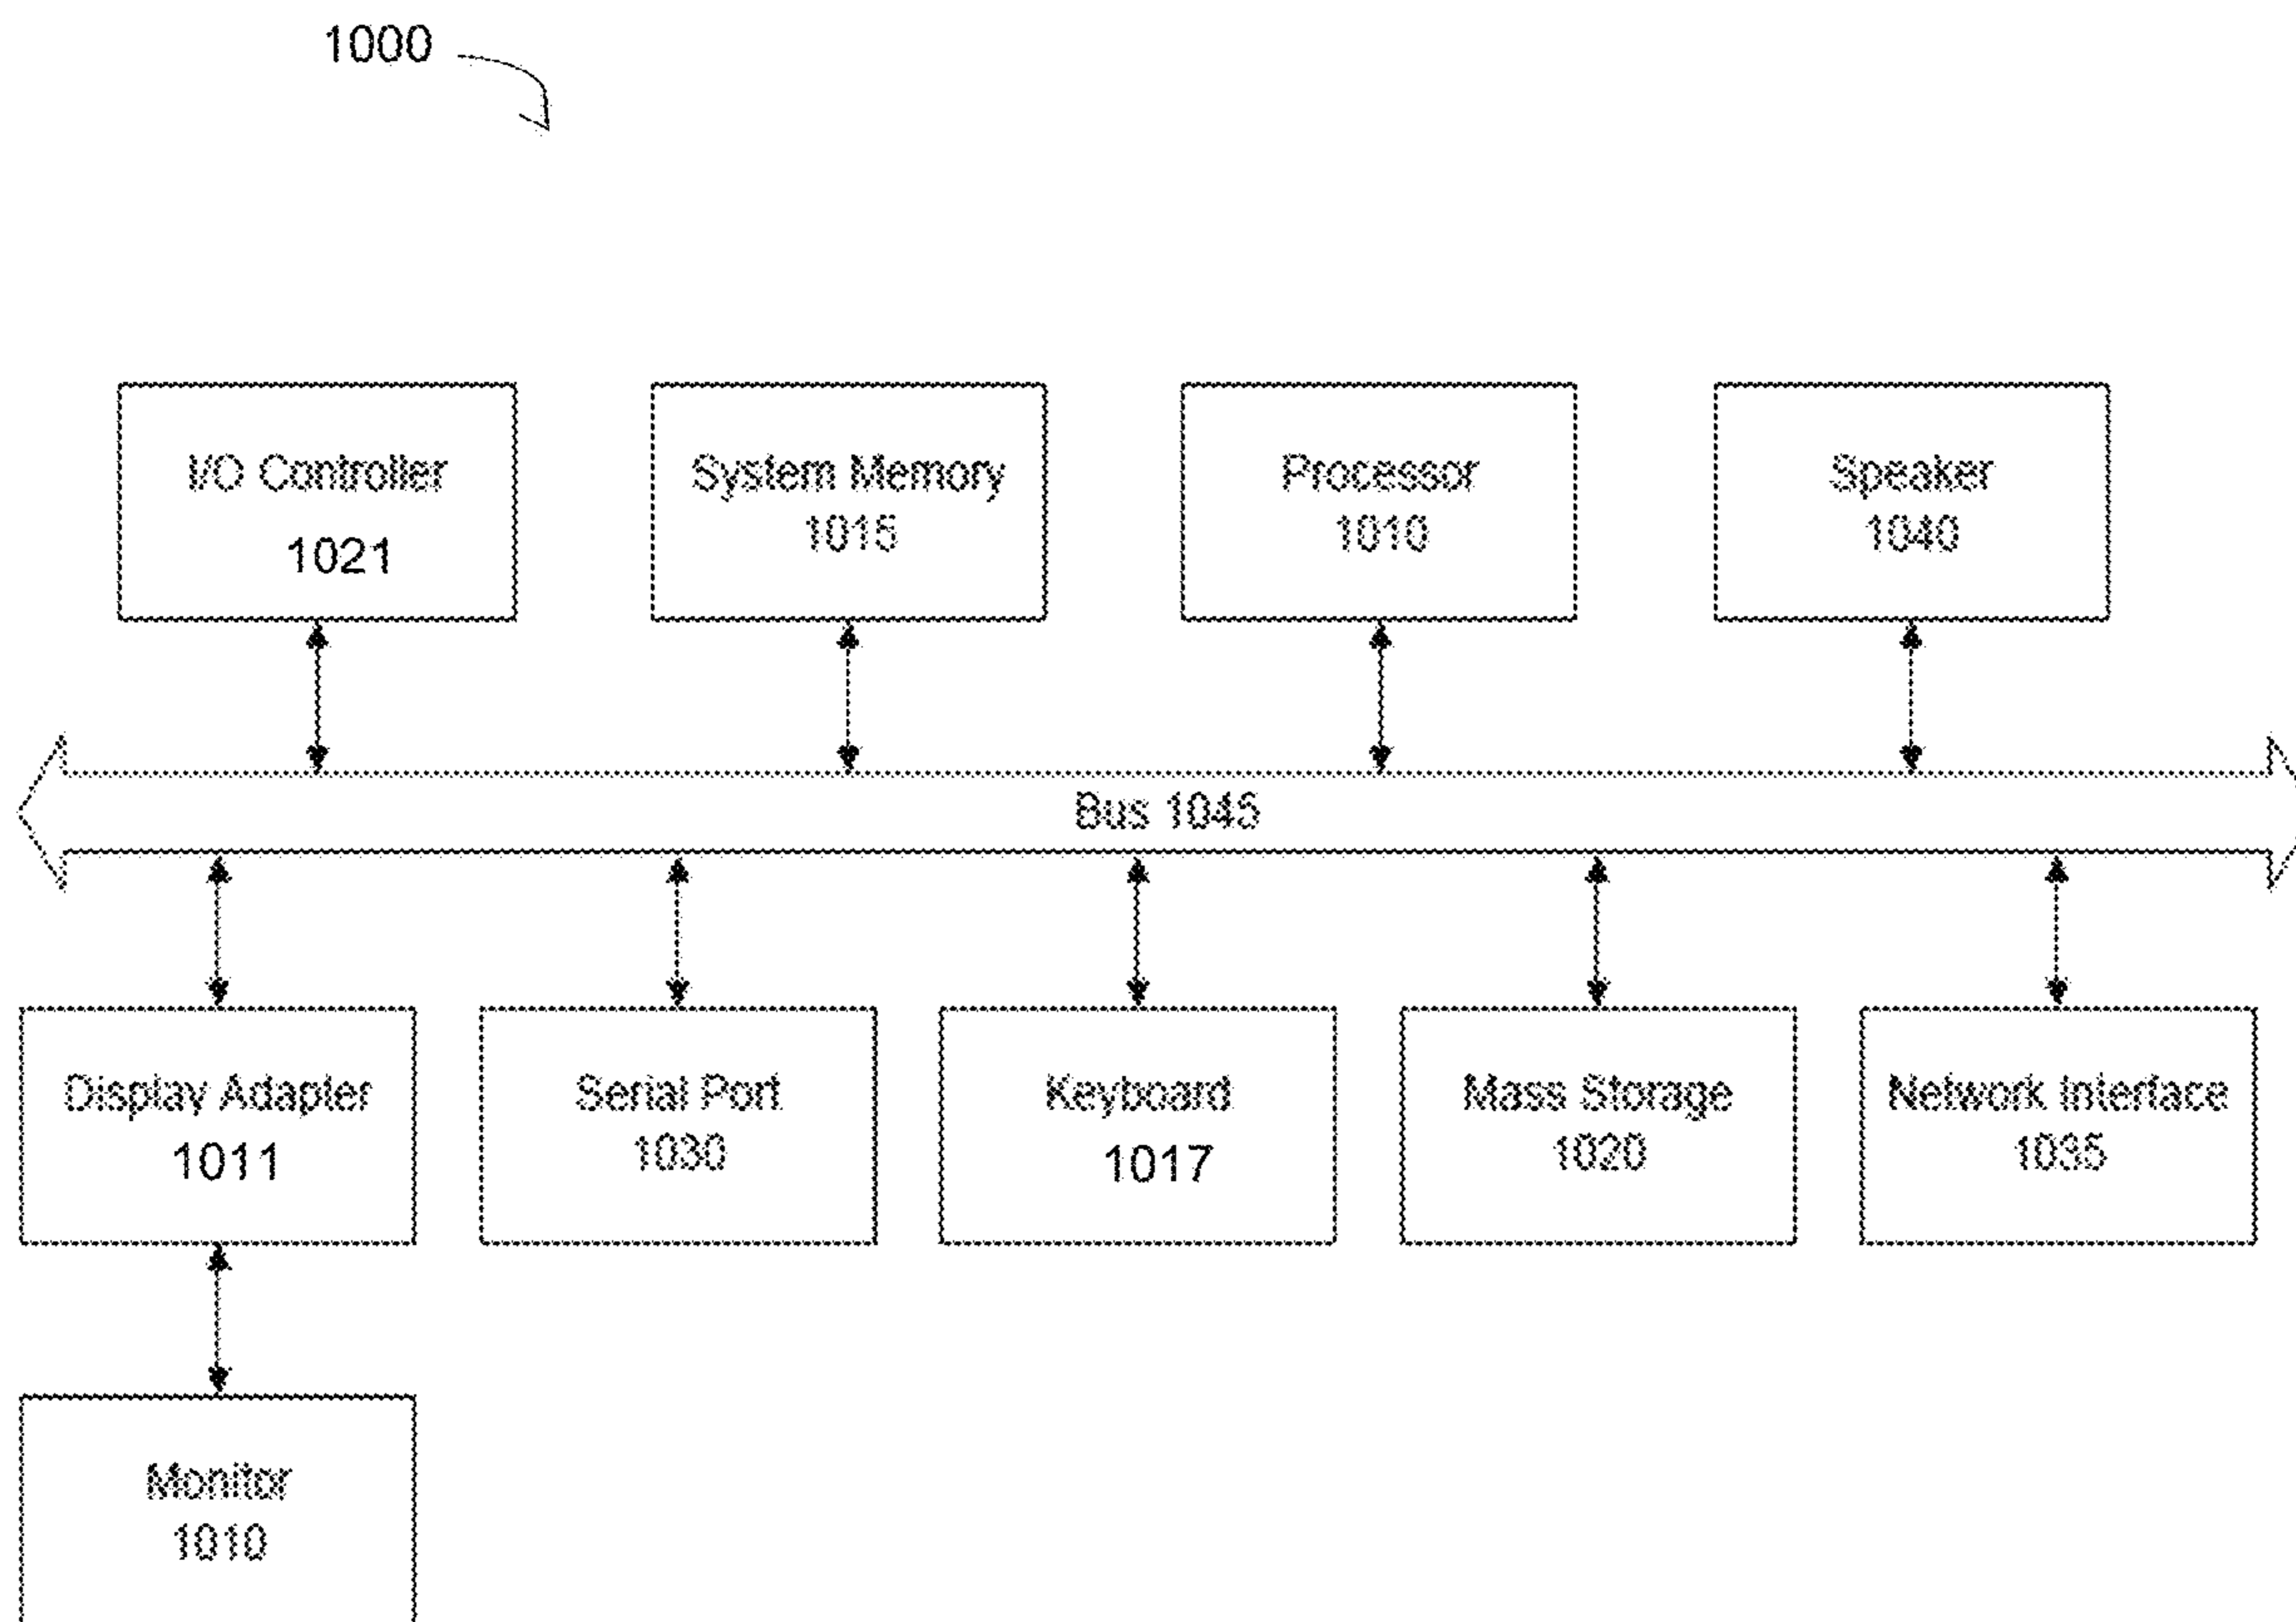 1000
I/O Controller
1021
System Memory
1015
Processor
1010
Speaker
1040
Bus 1045
Display Adapter
1011
Serial Port
1030
Keyboard
1017
Mass Storage
1020
Network Interface
1035
Monitor
1010